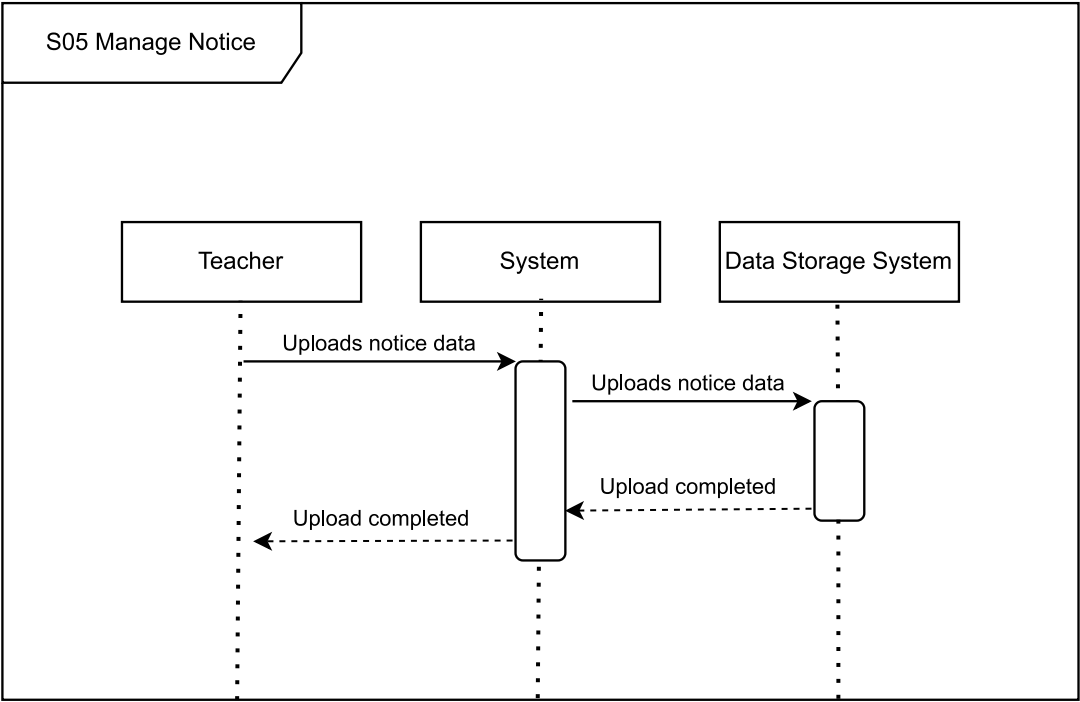 S05 Manage Notice
Teacher
System
Data Storage System
Uploads notice data
Uploads notice data
Upload completed
Upload completed